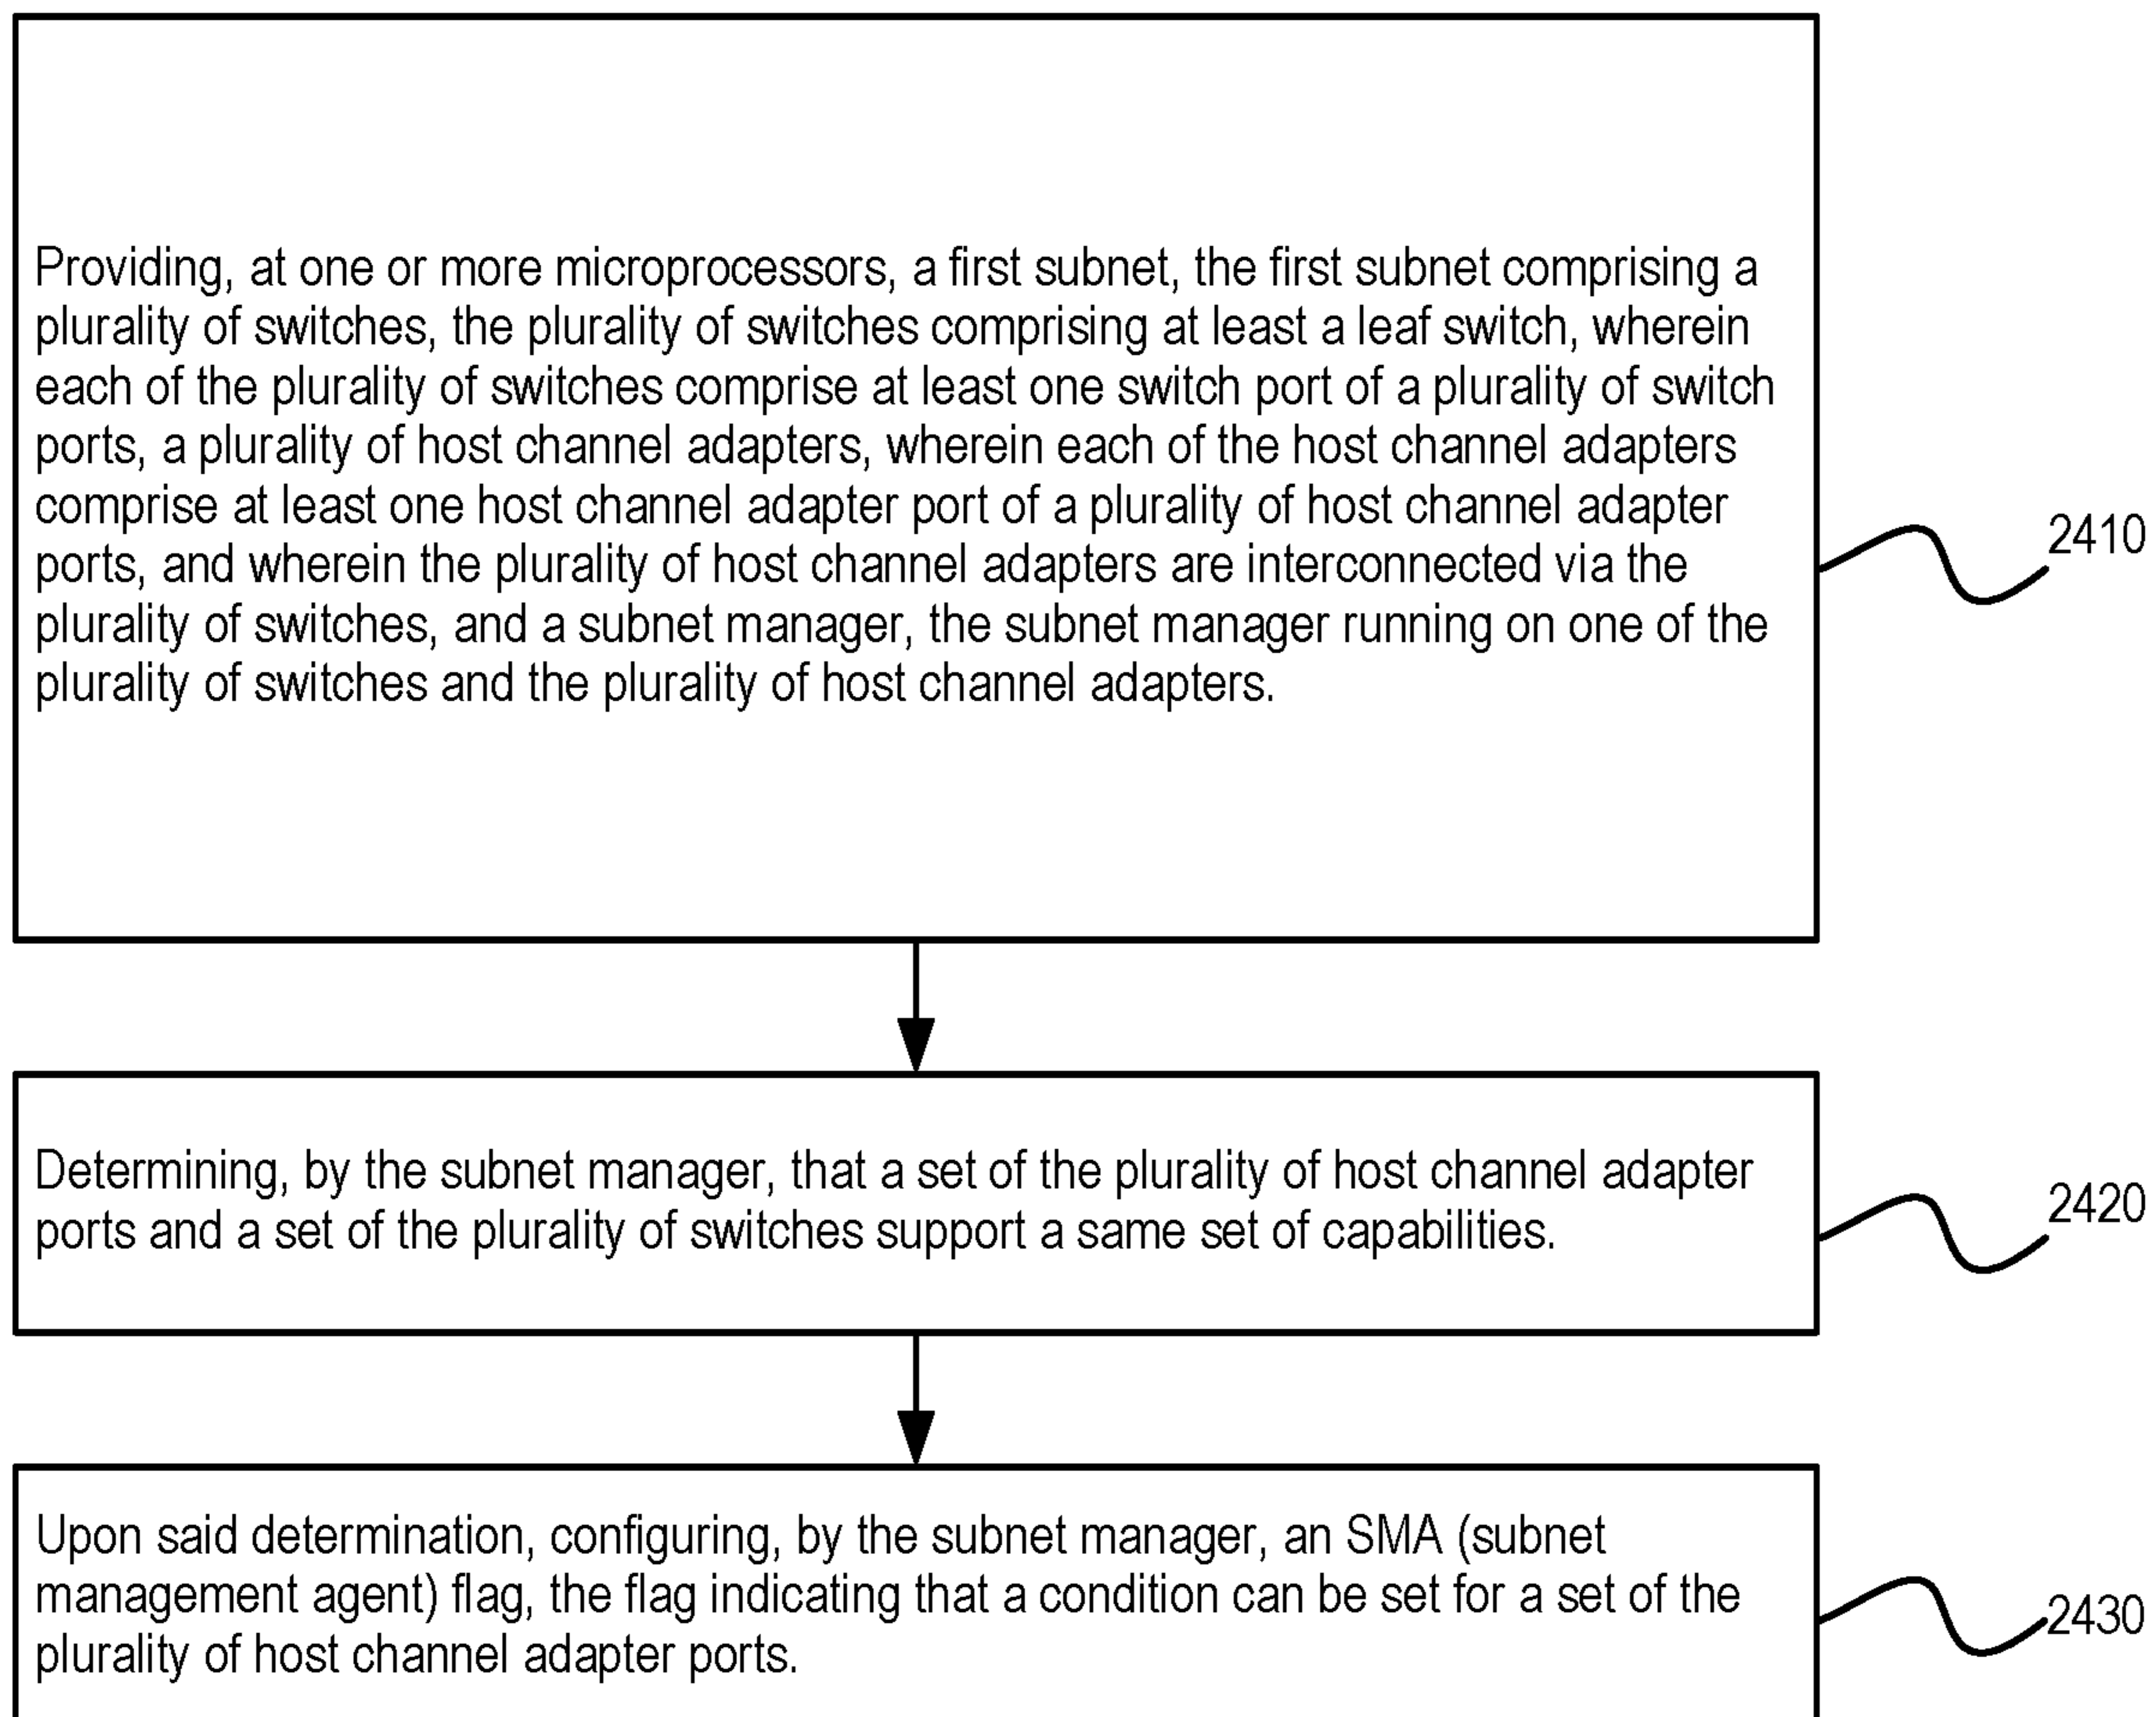 Providing, at one or more microprocessors, a first subnet, the first subnet comprising a
plurality of switches, the plurality of switches comprising at least a leaf switch, wherein
each of the plurality of switches comprise at least one switch port of a plurality of switch
ports, a plurality of host channel adapters, wherein each of the host channel adapters
comprise at least one host channel adapter port of a plurality of host channel adapter
ports, and wherein the plurality of host channel adapters are interconnected via the
plurality of switches, and a subnet manager, the subnet manager running on one of the
plurality of switches and the plurality of host channel adapters.
2410
Determining, by the subnet manager, that a set of the plurality of host channel adapter
ports and a set of the plurality of switches support a same set of capabilities.
2420
Upon said determination, configuring, by the subnet manager, an SMA (subnet
management agent) flag, the flag indicating that a condition can be set for a set of the
plurality of host channel adapter ports.
2430